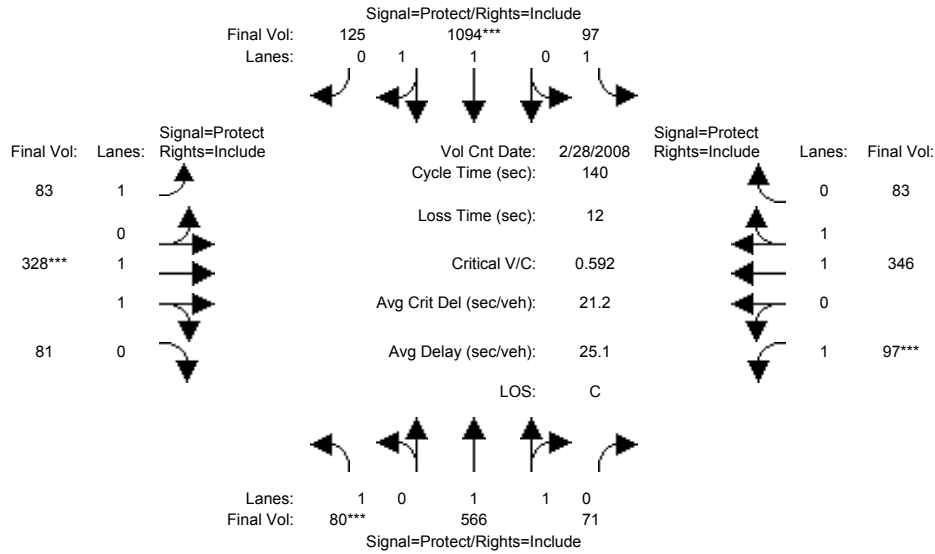 Signal=Protect/Rights=Include
Final Vol: 125 1094*** 97
Lanes: 0 1 1 0 1
Signal=Protect Signal=Protect
Final Vol: Lanes: Rights=Include Vol Cnt Date: 2/28/2008 Rights=Include Lanes: Final Vol:
Cycle Time (sec): 140
83 1 0 83
Loss Time (sec): 12
0 1
328*** 1 Critical V/C: 0.592 1 346
1 Avg Crit Del (sec/veh): 21.2 0
81 0 Avg Delay (sec/veh): 25.1 1 97***
LOS: C
Lanes: 1 0 1 1 0
Final Vol: 80*** 566 71
Signal=Protect/Rights=Include